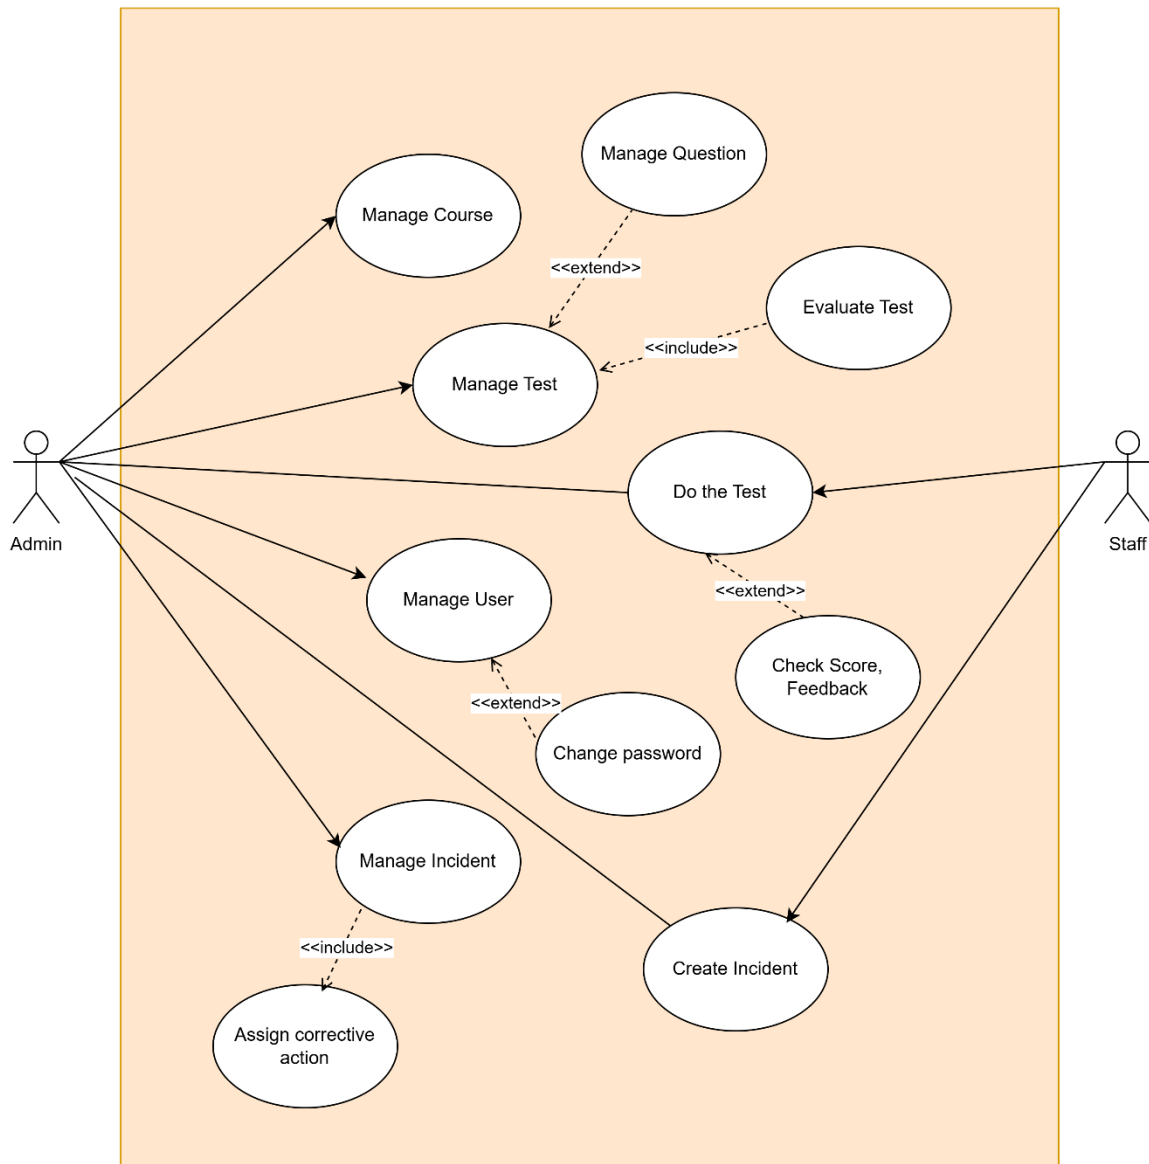 Manage Question
Manage Course
<<extend>>
Evaluate Test
<<include>>
Manage Test
Do the Test
Admin
Staff
<<extend>>
Manage User
Check Score,
Feedback
<<extend>>
Change password
Manage Incident
<<include>>
Create Incident
Assign corrective
action